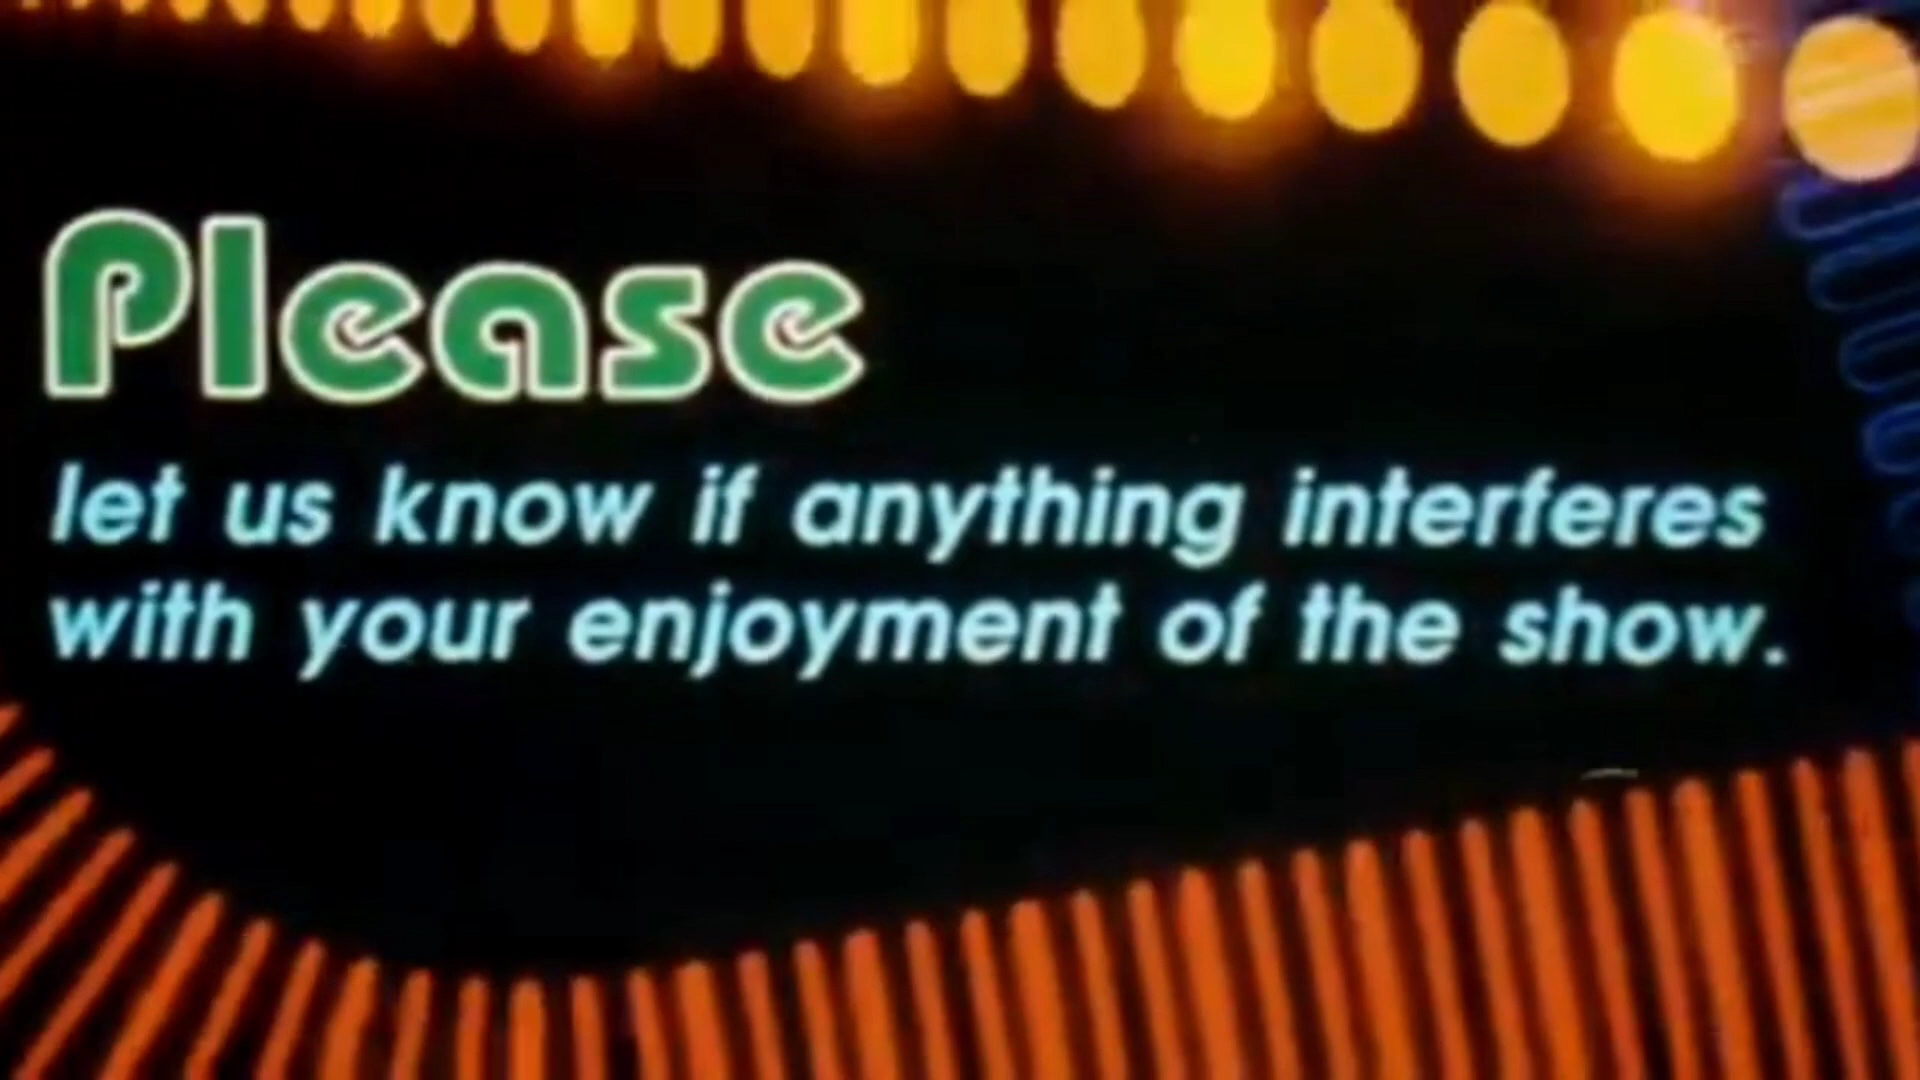 Please
let us know if anything interferes
with your enjoyment of the show.